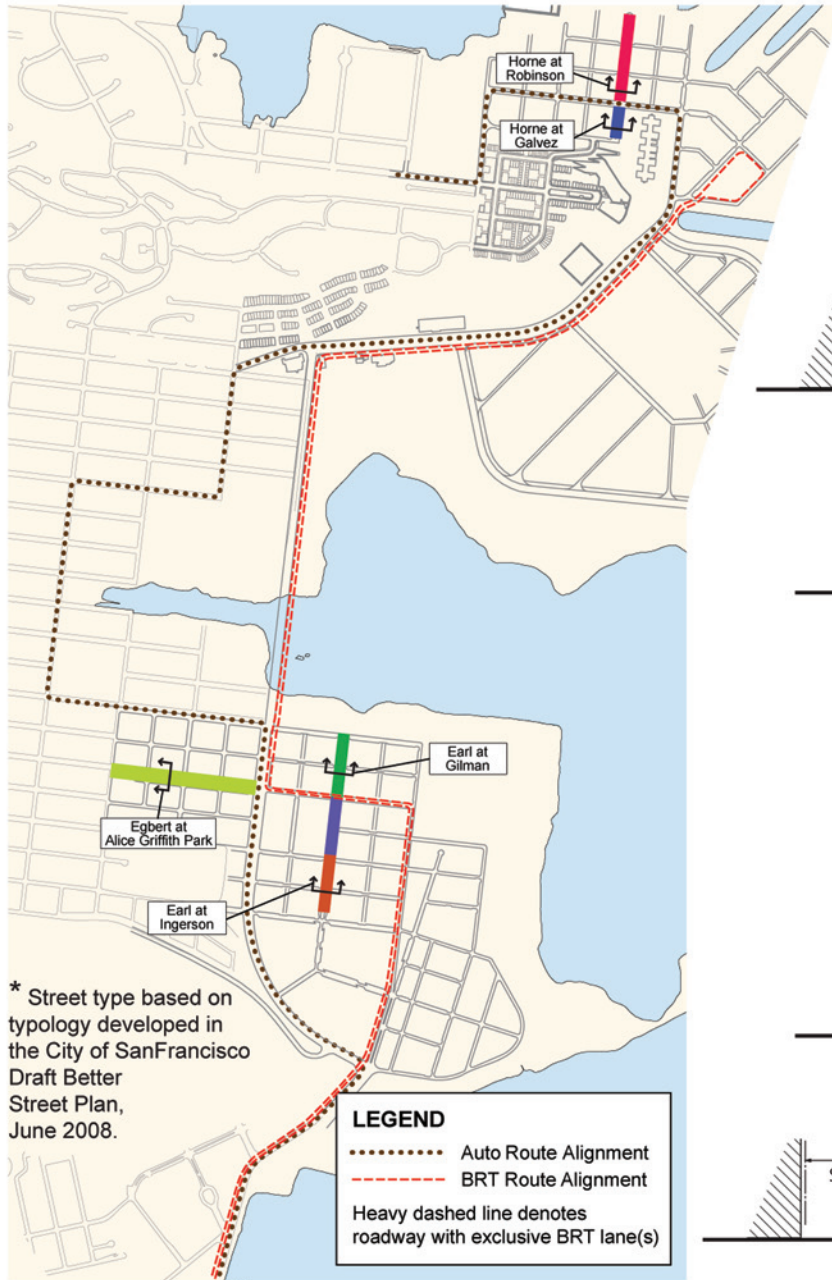 Horne at
Robinson
Horne at
Galvez
Earl at
Gilman
Egbert at
Alice Griffith Park
Earl at
Ingerson
* Street type based on
typology developed in
the City of SanFrancisco
Draft Better
Street Plan,
June 2008.
LEGEND
Auto Route Alignment
BRT Route Alignment
Heavy dashed line denotes
roadway with exclusive BRT lane(s)